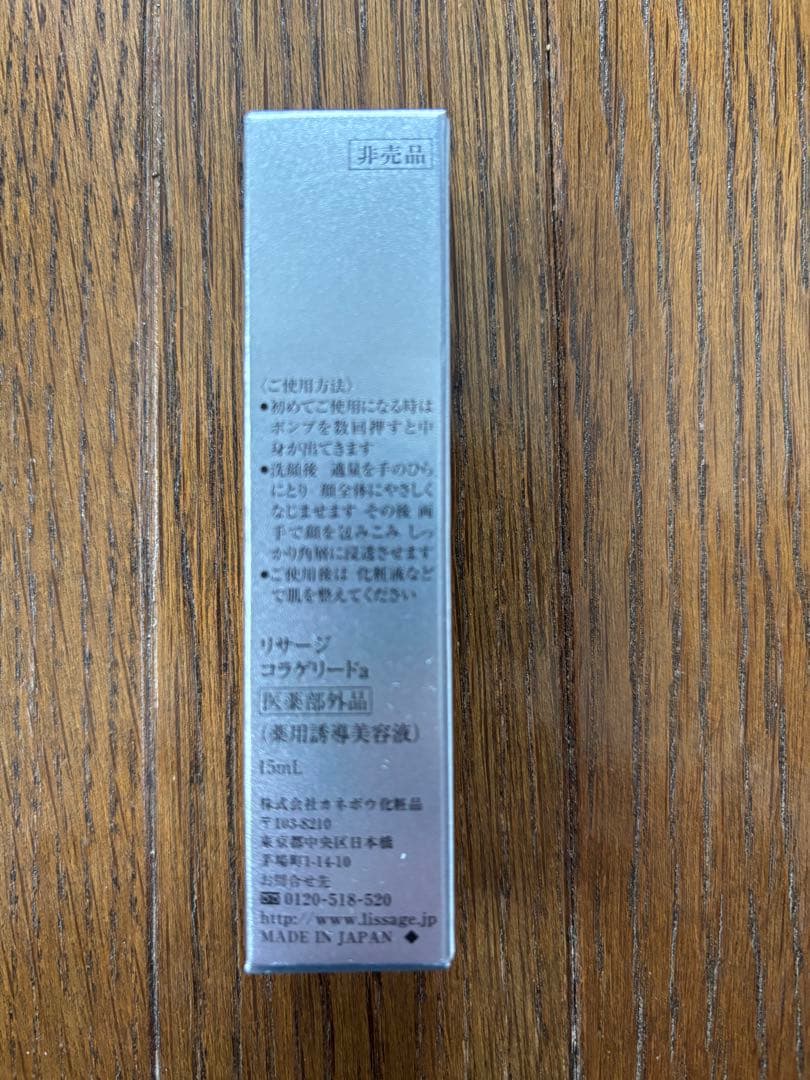 非売品
〈ご使用方法〉
●初めてご使用になる時は
ポンプを数回押すと中
身が出てきます
●洗顔後 適量を手のひら
にとり 顔全体にやさしく
なじませます その後 両
手で顔を包みこみ しっ
かり角層に浸透させます
●ご使用後は 化粧液など
で肌を整えてください
リサージ
コラゲリードa
医薬部外品
〈薬用誘導美容液〉
15mL
株式会社カネボウ化粧品
〒103-8210
東京都中央区日本橋
茅場町1-14-10
お問合せ先
0120-518-520
http://www.lissage.jp
MADE IN JAPAN ◆